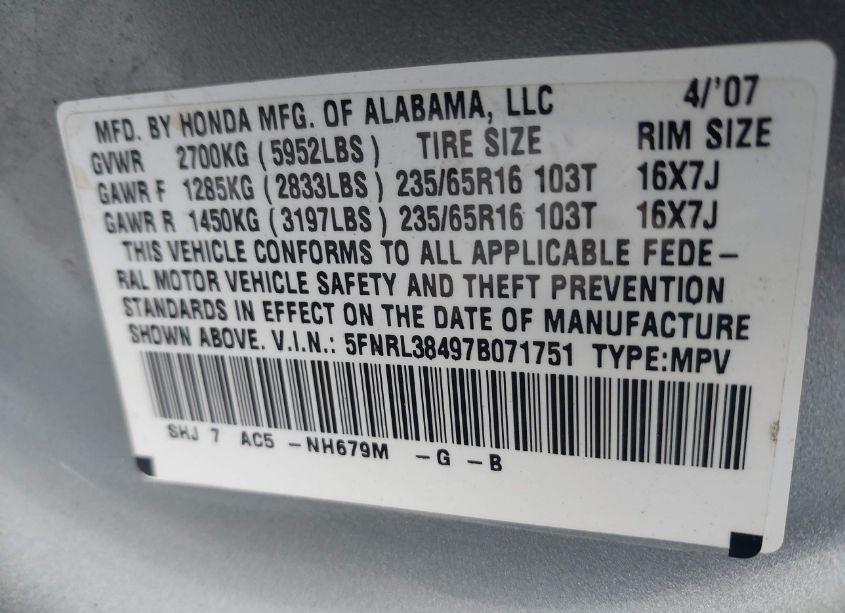 MFD. BY HONDA MFG. OF ALABAMA, LLC 4/'07
GVWR 2700KG (5952LBS) TIRE SIZE RIM SIZE
GAWR F 1285KG (2833LBS) 235/65R16 103T 16X7J
GAWR R 1450KG (3197LBS) 235/65R16 103T 16X7J
THIS VEHICLE CONFORMS TO ALL APPLICABLE FEDE-
RAL MOTOR VEHICLE SAFETY AND THEFT PREVENTION
STANDARDS IN EFFECT ON THE DATE OF MANUFACTURE
SHOWN ABOVE. V.I.N.: 5FNRL38497B071751 TYPE:MPV
SHJ 7 AC5 -NH679M -G -B